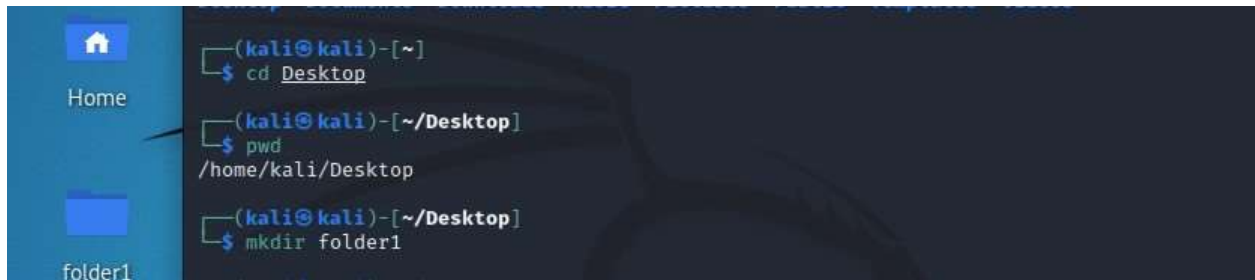 Home
folder1
┌──(kali㉿kali)-[~]
└─$ cd Desktop
┌──(kali㉿kali)-[~/Desktop]
└─$ pwd
/home/kali/Desktop
┌──(kali㉿kali)-[~/Desktop]
└─$ mkdir folder1